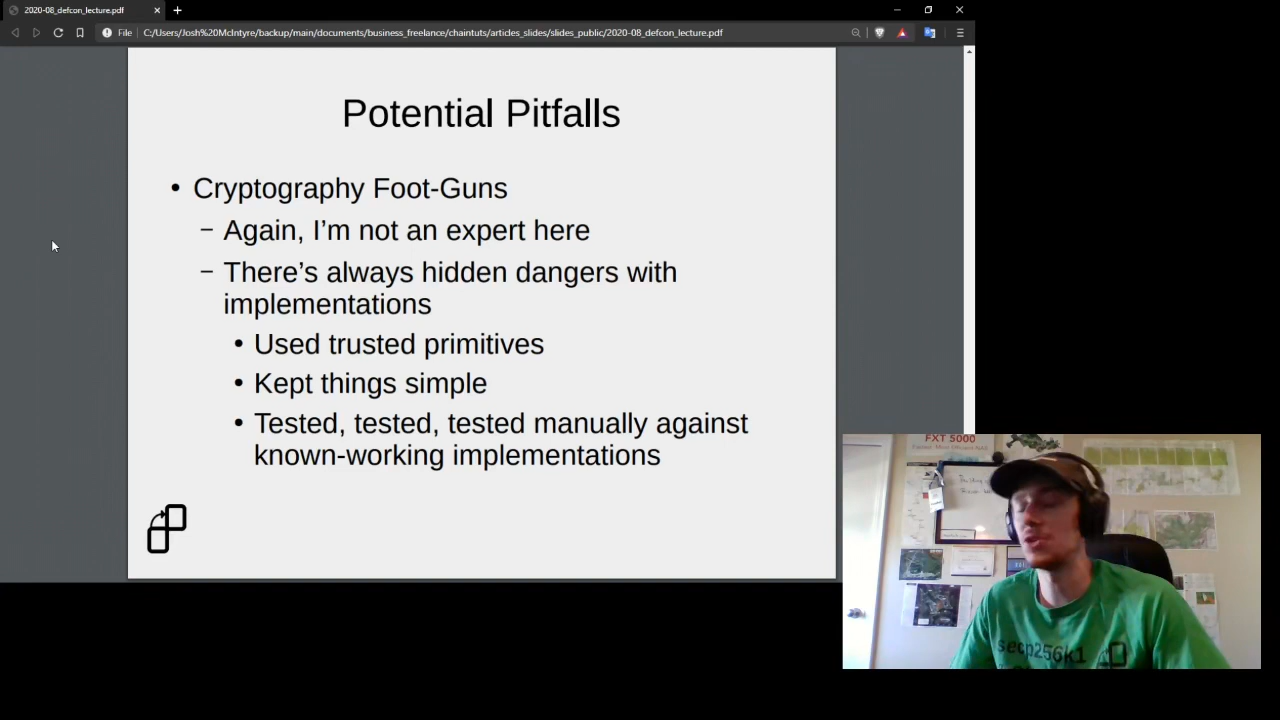 2020-08_defcon_lecture.pdf
File
C:/Users/Josh%20McIntyre/backup/main/documents/business_freelance/chaintuts/articles_slides/slides_public/2020-08_defcon_lecture.pdf
Potential Pitfalls
• Cryptography Foot-Guns
– Again, I’m not an expert here
– There’s always hidden dangers with
implementations
• Used trusted primitives
• Kept things simple
• Tested, tested, tested manually against
known-working implementations
FXT 5000
secp256k1